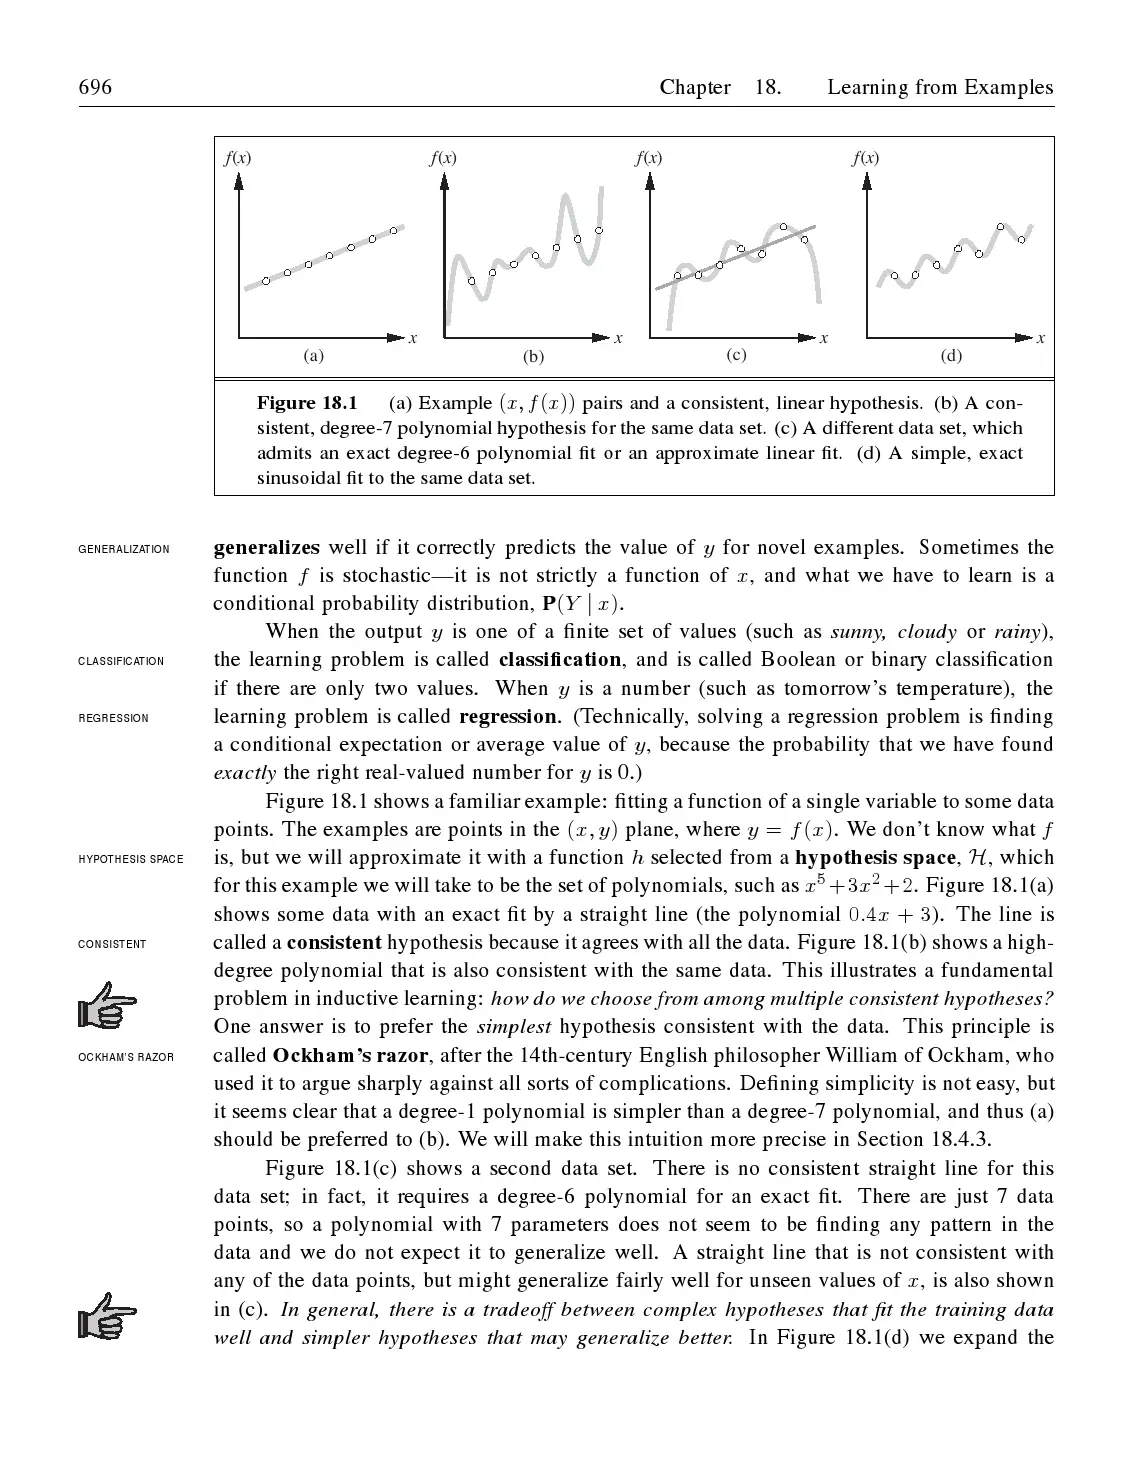 696 Chapter 18. Learning from Examples
f(x) f(x) f(x) f(x)
x x x x
(a) (b) (c) (d)
Figure 18.1 (a) Example (x, f(x)) pairs and a consistent, linear hypothesis. (b) A con-
sistent, degree-7 polynomial hypothesis for the same data set. (c) A different data set, which
admits an exact degree-6 polynomial fit or an approximate linear fit. (d) A simple, exact
sinusoidal fit to the same data set.
GENERALIZATION generalizes well if it correctly predicts the value of y for novel examples. Sometimes the
function f is stochastic—it is not strictly a function of x, and what we have to learn is a
conditional probability distribution, P(Y | x).
When the output y is one of a finite set of values (such as sunny, cloudy or rainy),
CLASSIFICATION the learning problem is called classification, and is called Boolean or binary classification
if there are only two values. When y is a number (such as tomorrow's temperature), the
REGRESSION learning problem is called regression. (Technically, solving a regression problem is finding
a conditional expectation or average value of y, because the probability that we have found
exactly the right real-valued number for y is 0.)
Figure 18.1 shows a familiar example: fitting a function of a single variable to some data
points. The examples are points in the (x, y) plane, where y = f(x). We don't know what f
HYPOTHESIS SPACE is, but we will approximate it with a function h selected from a hypothesis space, ℋ, which
for this example we will take to be the set of polynomials, such as x⁵+3x²+2. Figure 18.1(a)
shows some data with an exact fit by a straight line (the polynomial 0.4x + 3). The line is
CONSISTENT called a consistent hypothesis because it agrees with all the data. Figure 18.1(b) shows a high-
degree polynomial that is also consistent with the same data. This illustrates a fundamental
problem in inductive learning: how do we choose from among multiple consistent hypotheses?
One answer is to prefer the simplest hypothesis consistent with the data. This principle is
OCKHAM'S RAZOR called Ockham's razor, after the 14th-century English philosopher William of Ockham, who
used it to argue sharply against all sorts of complications. Defining simplicity is not easy, but
it seems clear that a degree-1 polynomial is simpler than a degree-7 polynomial, and thus (a)
should be preferred to (b). We will make this intuition more precise in Section 18.4.3.
Figure 18.1(c) shows a second data set. There is no consistent straight line for this
data set; in fact, it requires a degree-6 polynomial for an exact fit. There are just 7 data
points, so a polynomial with 7 parameters does not seem to be finding any pattern in the
data and we do not expect it to generalize well. A straight line that is not consistent with
any of the data points, but might generalize fairly well for unseen values of x, is also shown
in (c). In general, there is a tradeoff between complex hypotheses that fit the training data
well and simpler hypotheses that may generalize better. In Figure 18.1(d) we expand the